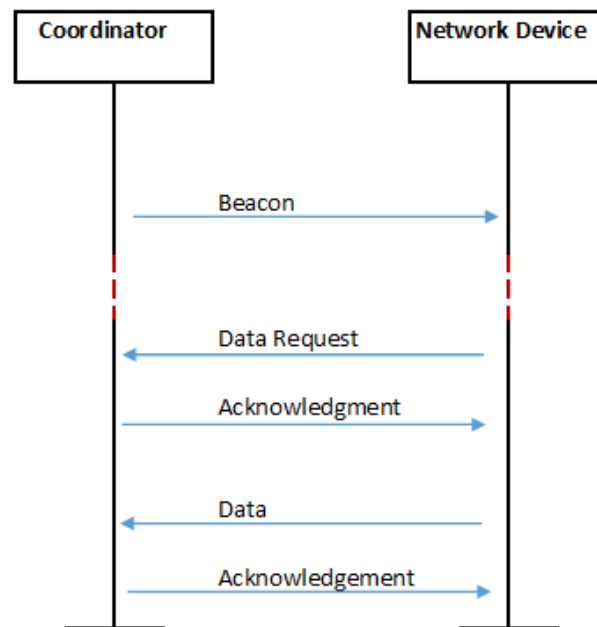 Coordinator
Network Device
Beacon
Data Request
Acknowledgment
Data
Acknowledgement